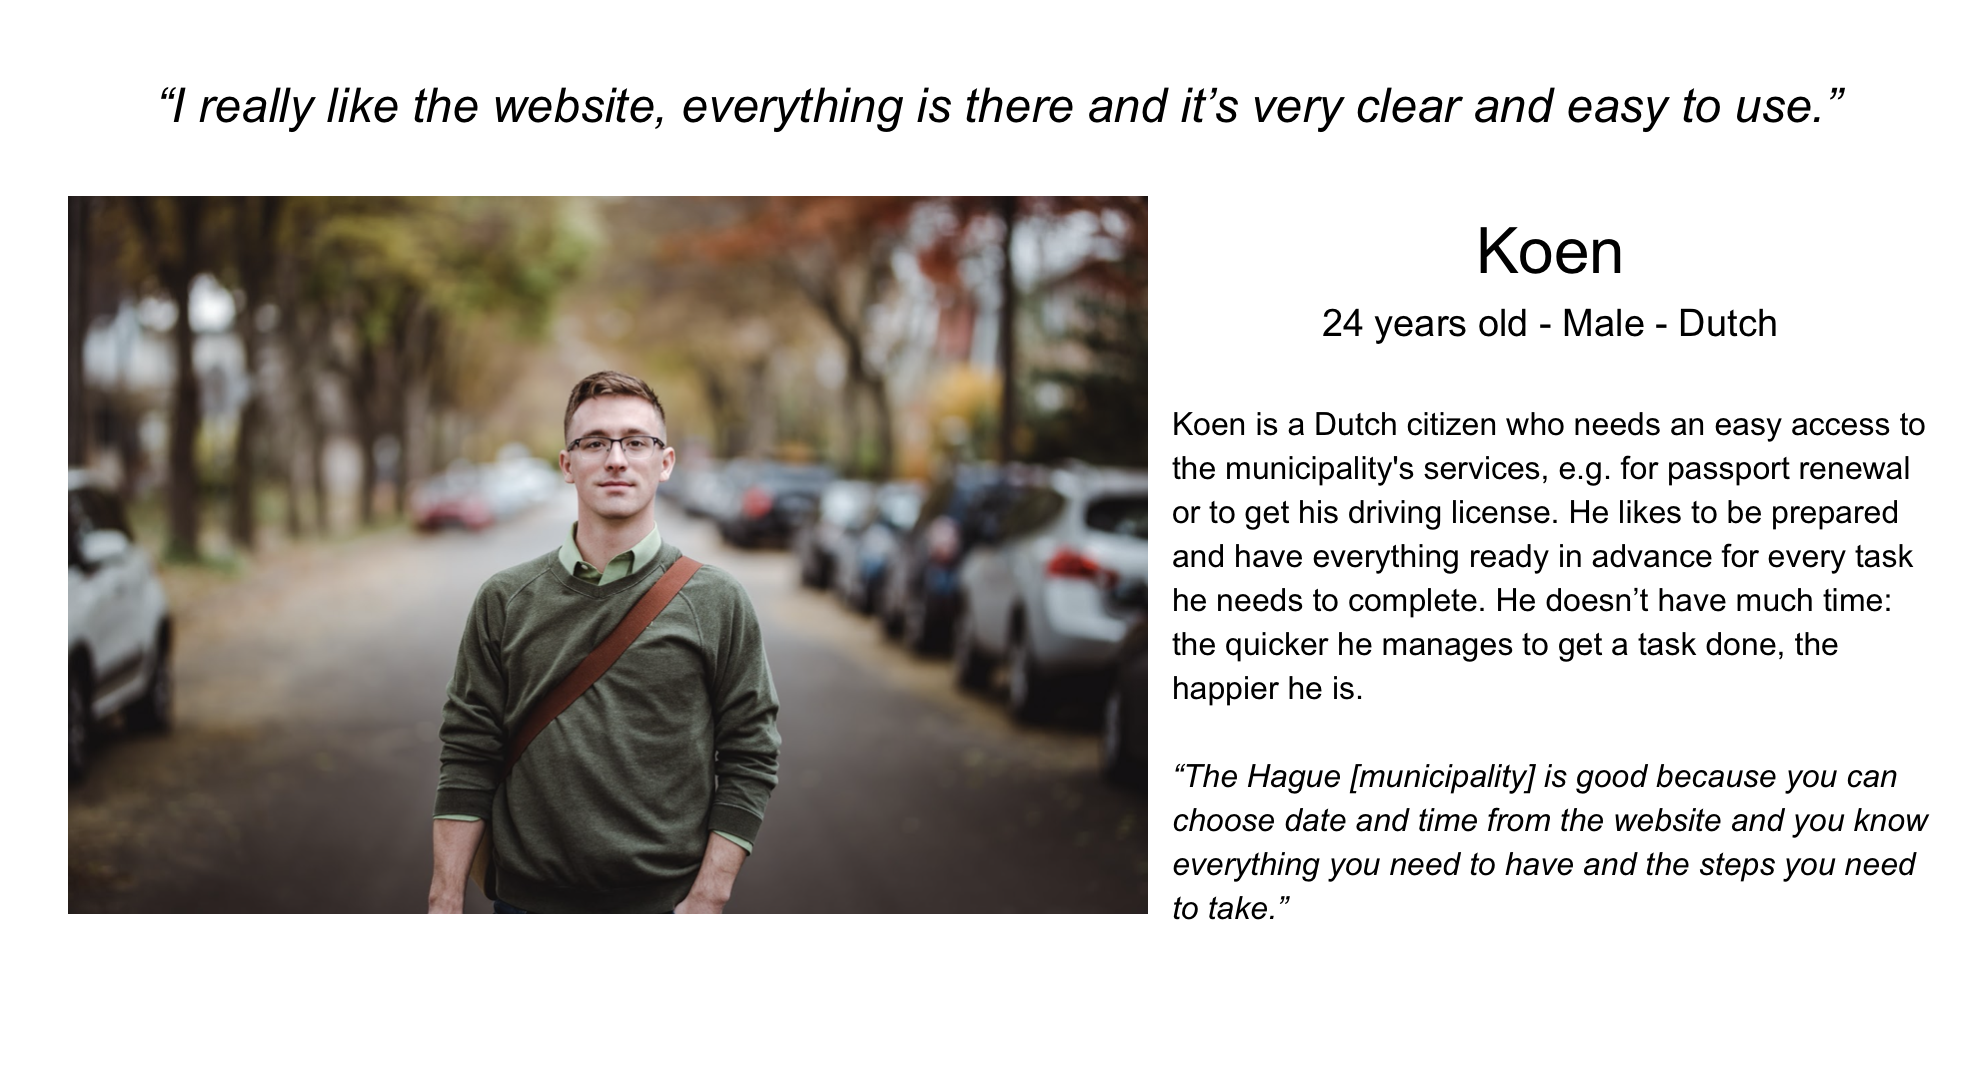 “I really like the website, everything is there and it’s very clear and easy to use.”
Koen
24 years old - Male - Dutch
Koen is a Dutch citizen who needs an easy access to
the municipality's services, e.g. for passport renewal
or to get his driving license. He likes to be prepared
and have everything ready in advance for every task
he needs to complete. He doesn’t have much time:
the quicker he manages to get a task done, the
happier he is.
“The Hague [municipality] is good because you can
choose date and time from the website and you know
everything you need to have and the steps you need
to take.”